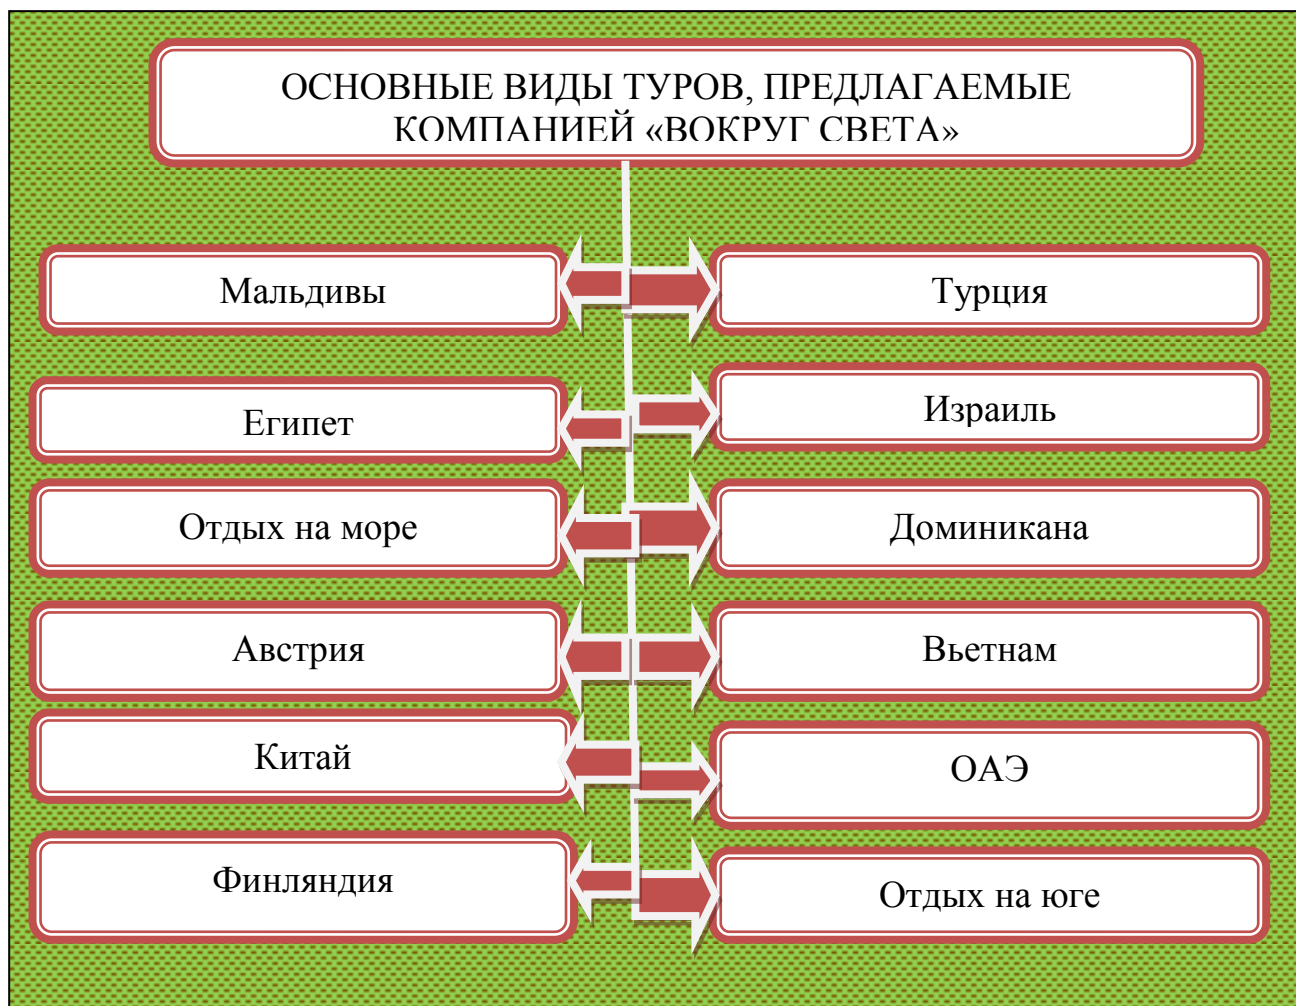 ОСНОВНЫЕ ВИДЫ ТУРОВ, ПРЕДЛАГАЕМЫЕ
КОМПАНИЕЙ «ВОКРУГ СВЕТА»
Мальдивы
Турция
Египет
Израиль
Отдых на море
Доминикана
Австрия
Вьетнам
Китай
ОАЭ
Финляндия
Отдых на юге